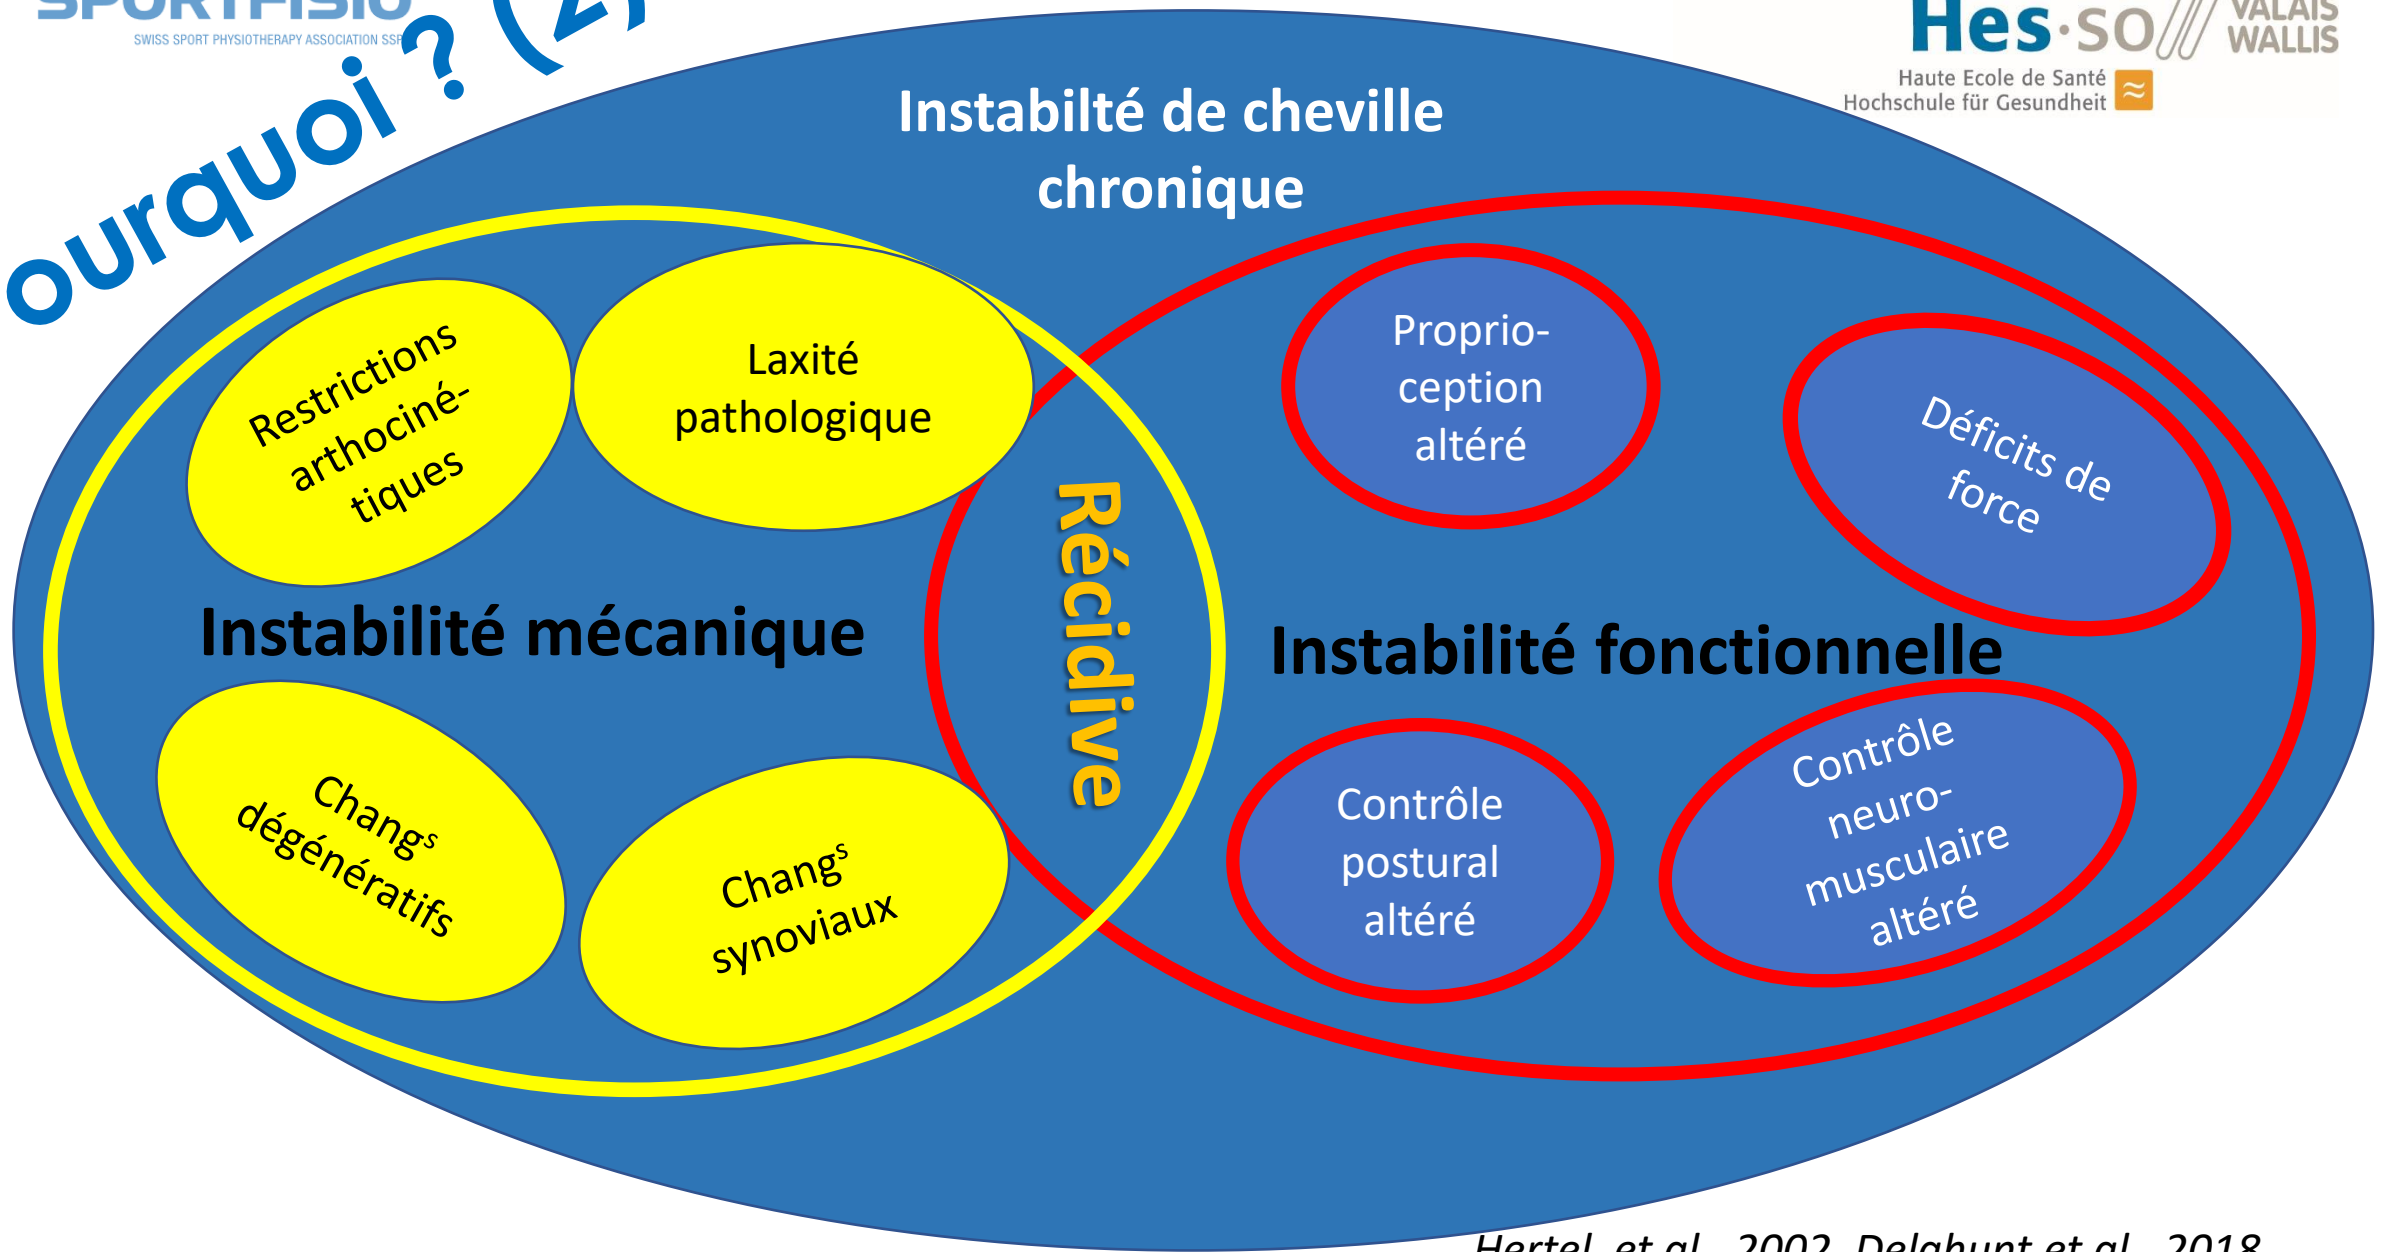 SPORTFISIO
SWISS SPORT PHYSIOTHERAPY ASSOCIATION SSP
ourquoi ? (2)
Hes·so// VALAIS
WALLIS
Haute Ecole de Santé
Hochschule für Gesundheit
Instabilté de cheville
chronique
Restrictions
arthociné-
tiques
Laxité
pathologique
Proprio-
ception
altéré
Déficits de
force
Récidive
Instabilité mécanique
Instabilité fonctionnelle
Changs
dégénératifs
Changs
synoviaux
Contrôle
postural
altéré
Contrôle
neuro-
musculaire
altéré
Hertel, et al., 2002, Delahunt et al., 2018